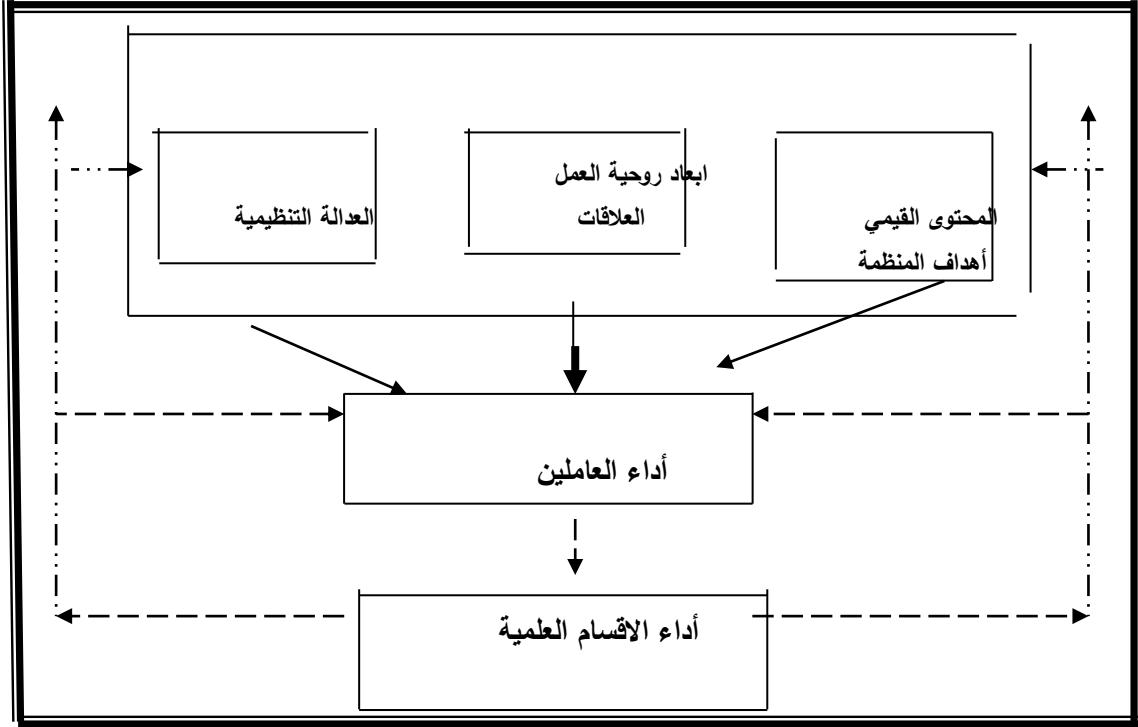 ابعاد روحية العمل
المحتوى القيمي
أهداف المنظمة
العلاقات
العدالة التنظيمية
أداء العاملين
أداء الاقسام العلمية